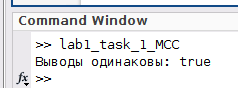 Command Window
>> lab1_task_1_MCC
Выводы одинаковы: true
fx >>